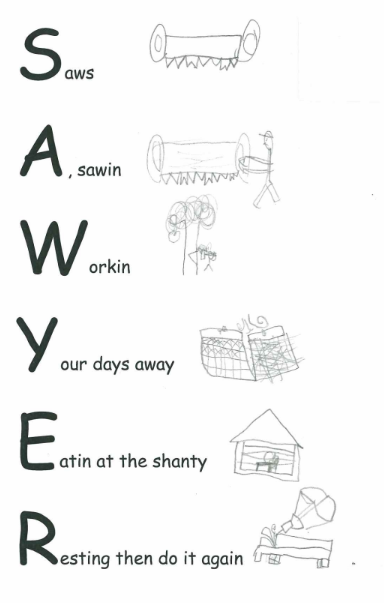 Saws
A, sawin
Workin
Your days away
Eatin at the shanty
Resting then do it again